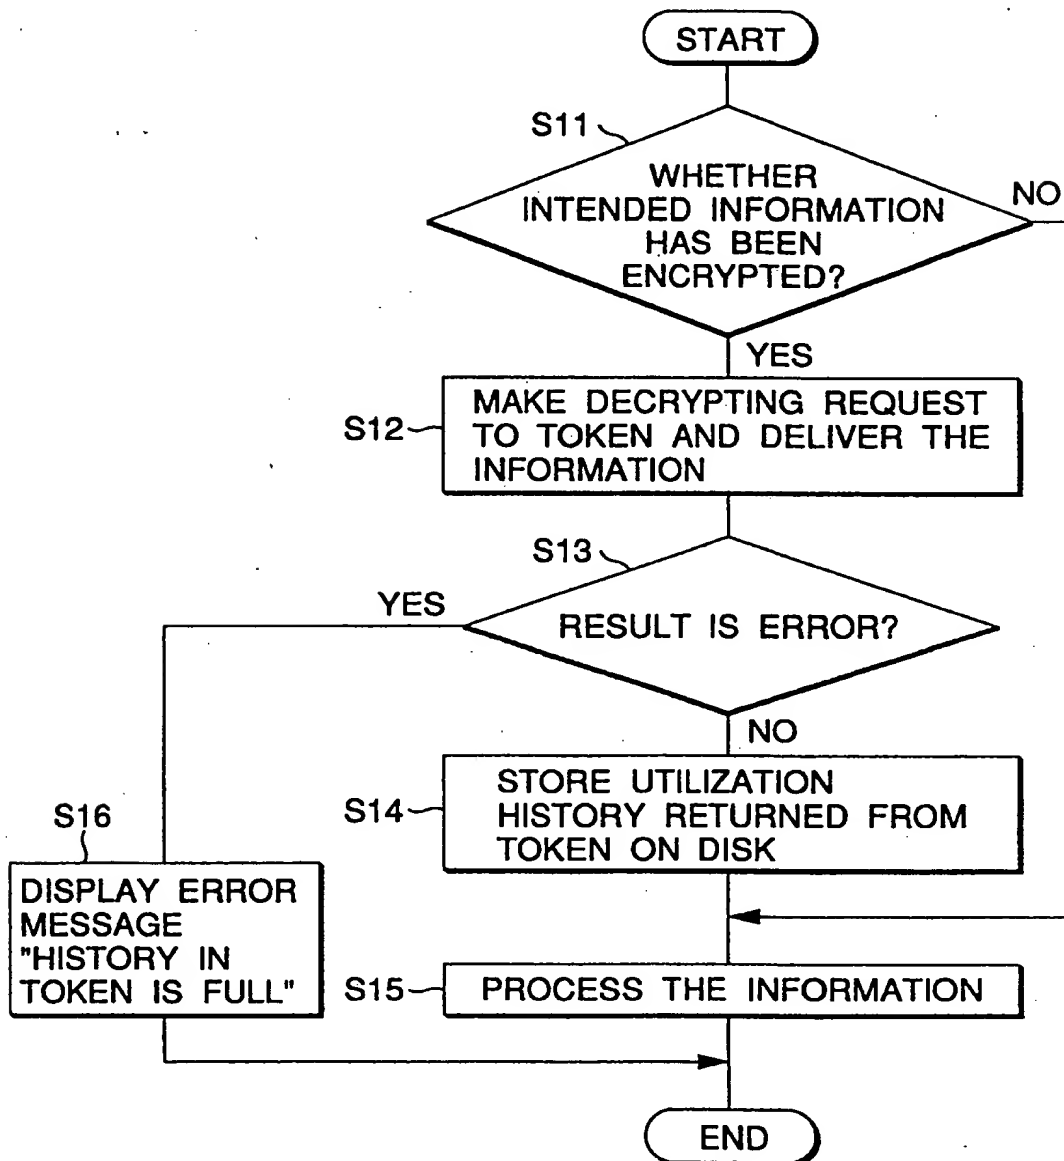 START
S11
WHETHER
INTENDED INFORMATION
HAS BEEN
ENCRYPTED?
NO
YES
S12
MAKE DECRYPTING REQUEST
TO TOKEN AND DELIVER THE
INFORMATION
S13
YES
RESULT IS ERROR?
NO
S14
STORE UTILIZATION
HISTORY RETURNED FROM
TOKEN ON DISK
S16
DISPLAY ERROR
MESSAGE
"HISTORY IN
TOKEN IS FULL"
S15
PROCESS THE INFORMATION
END